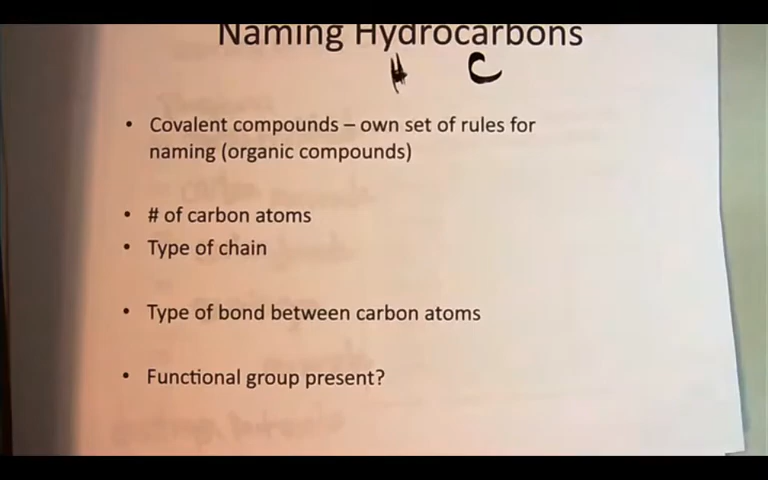 Naming Hydrocarbons
H C
• Covalent compounds – own set of rules for
naming (organic compounds)
• # of carbon atoms
• Type of chain
• Type of bond between carbon atoms
• Functional group present?